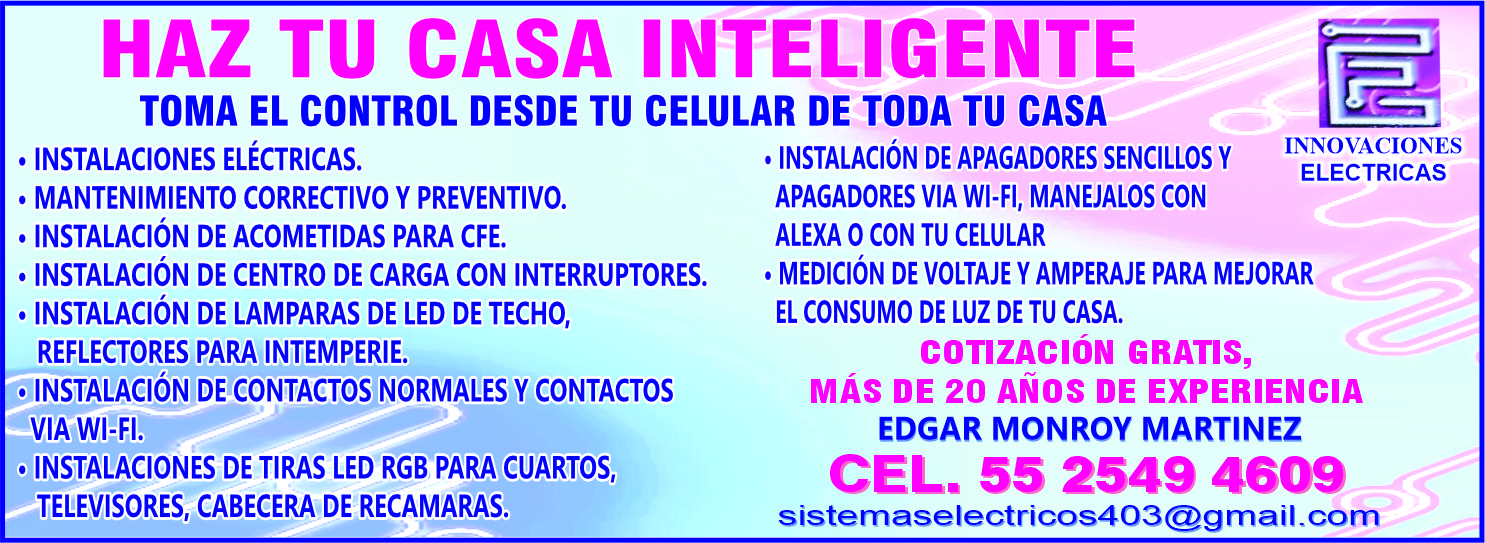 HAZ TU CASA INTELIGENTE
TOMA EL CONTROL DESDE TU CELULAR DE TODA TU CASA
INNOVACIONES
ELECTRICAS
• INSTALACIONES ELÉCTRICAS.
• MANTENIMIENTO CORRECTIVO Y PREVENTIVO.
• INSTALACIÓN DE ACOMETIDAS PARA CFE.
• INSTALACIÓN DE CENTRO DE CARGA CON INTERRUPTORES.
• INSTALACIÓN DE LAMPARAS DE LED DE TECHO,
REFLECTORES PARA INTEMPERIE.
• INSTALACIÓN DE CONTACTOS NORMALES Y CONTACTOS
VIA WI-FI.
• INSTALACIONES DE TIRAS LED RGB PARA CUARTOS,
TELEVISORES, CABECERA DE RECAMARAS.
• INSTALACIÓN DE APAGADORES SENCILLOS Y
APAGADORES VIA WI-FI, MANEJALOS CON
ALEXA O CON TU CELULAR
• MEDICIÓN DE VOLTAJE Y AMPERAJE PARA MEJORAR
EL CONSUMO DE LUZ DE TU CASA.
COTIZACIÓN GRATIS,
MÁS DE 20 AÑOS DE EXPERIENCIA
EDGAR MONROY MARTINEZ
CEL. 55 2549 4609
sistemaselectricos403@gmail.com